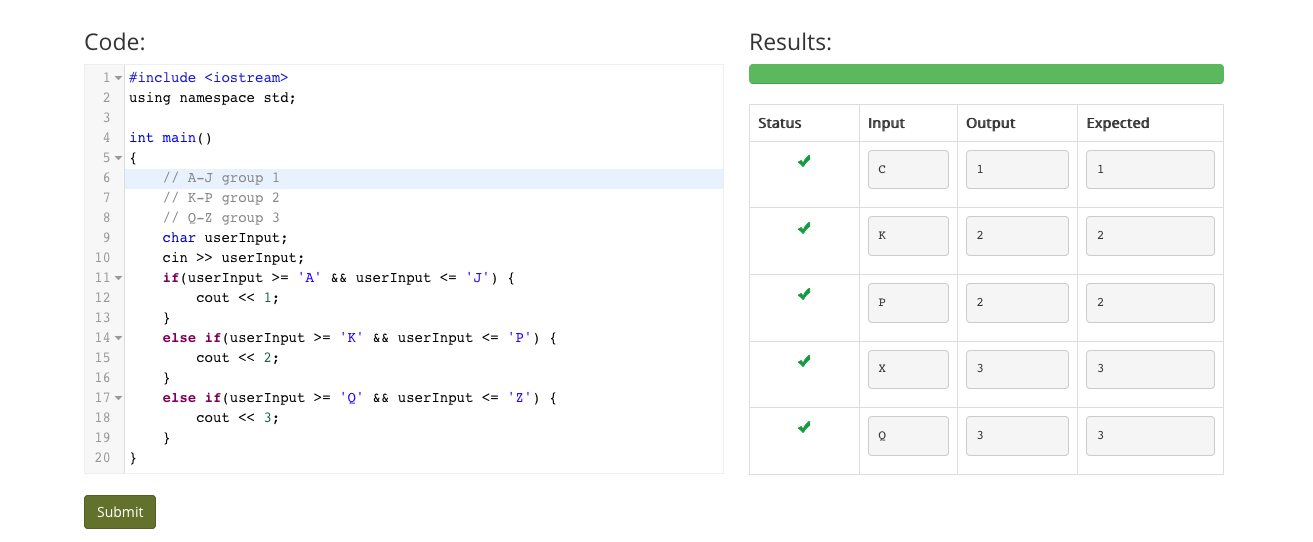 Code:
1 #include <iostream>
2 using namespace std;
3
4 int main()
5 {
6     // A-J group 1
7     // K-P group 2
8     // Q-Z group 3
9     char userInput;
10     cin >> userInput;
11     if(userInput >= 'A' && userInput <= 'J') {
12         cout << 1;
13     }
14     else if(userInput >= 'K' && userInput <= 'P') {
15         cout << 2;
16     }
17     else if(userInput >= 'Q' && userInput <= 'Z') {
18         cout << 3;
19     }
20 }
Submit
Results:
Status Input Output Expected
✔ C 1 1
✔ K 2 2
✔ P 2 2
✔ X 3 3
✔ Q 3 3